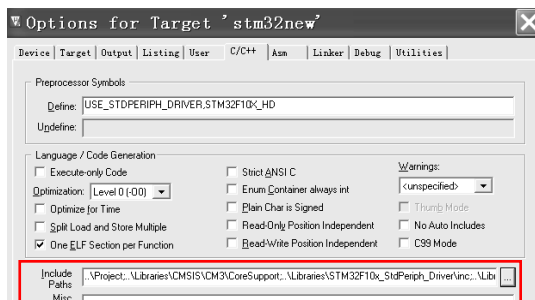 Options for Target 'stm32new'
Device Target Output Listing User C/C++ Asm Linker Debug Utilities
Preprocessor Symbols
Define: USE_STDPERIPH_DRIVER,STM32F10X_HD
Undefine:
Language / Code Generation
Execute-only Code Strict ANSI C Warnings:
Optimization: Level 0 (-O0) Enum Container always int <unspecified>
Optimize for Time Plain Char is Signed Thumb Mode
Split Load and Store Multiple Read-Only Position Independent No Auto Includes
One ELF Section per Function Read-Write Position Independent C99 Mode
Include Paths ..\Project;..\Libraries\CMSIS\CM3\CoreSupport;..\Libraries\STM32F10x_StdPeriph_Driver\inc;..\Libr ...
Misc